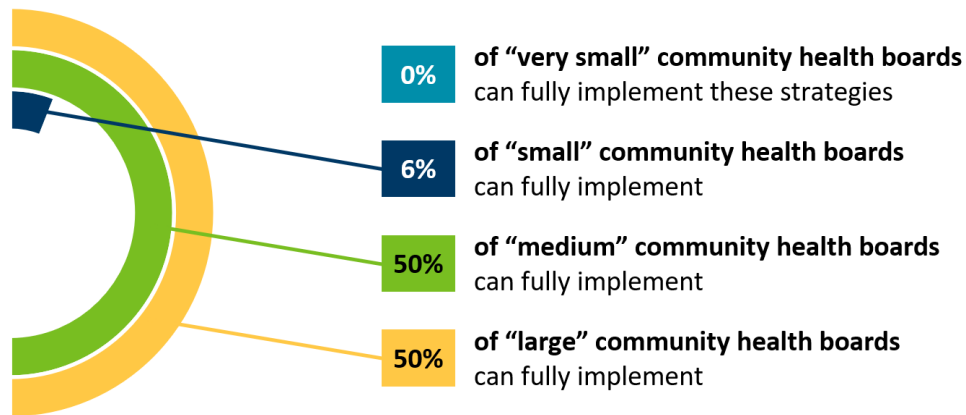 0%
of “very small” community health boards
can fully implement these strategies
6%
of “small” community health boards
can fully implement
50%
of “medium” community health boards
can fully implement
50%
of “large” community health boards
can fully implement